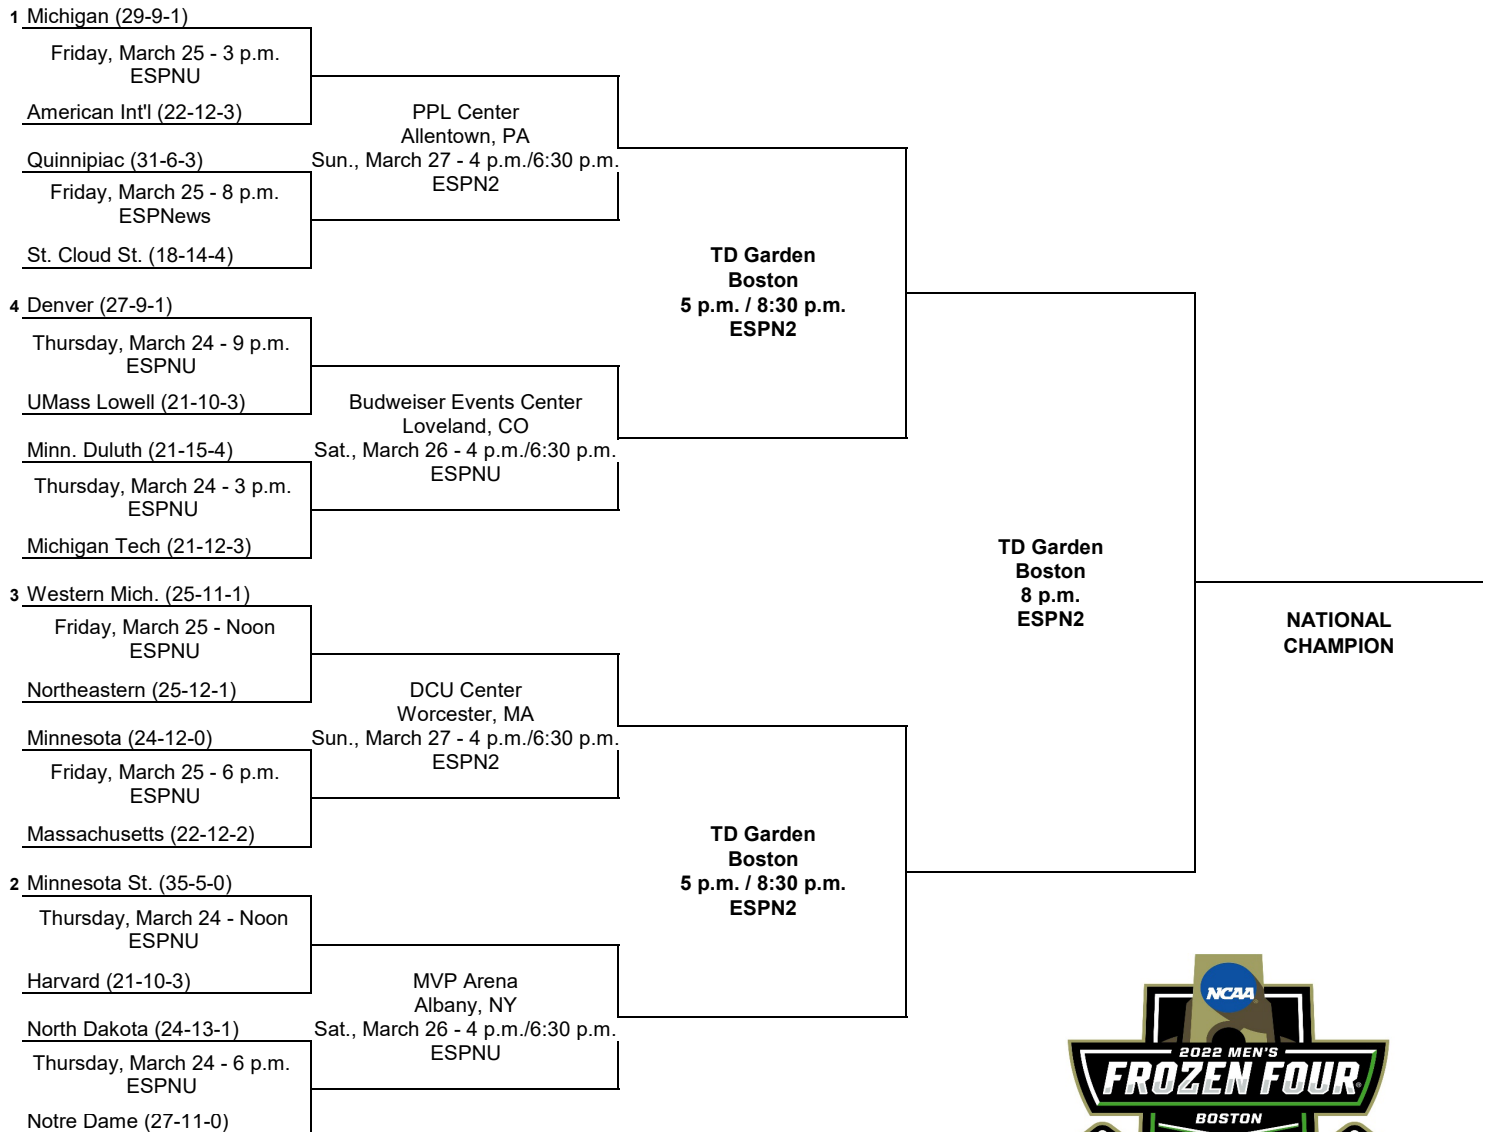 1 Michigan (29-9-1)
Friday, March 25 - 3 p.m.
ESPNU
American Int'l (22-12-3)
Quinnipiac (31-6-3)
Friday, March 25 - 8 p.m.
ESPNews
St. Cloud St. (18-14-4)
PPL Center
Allentown, PA
Sun., March 27 - 4 p.m./6:30 p.m.
ESPN2
4 Denver (27-9-1)
Thursday, March 24 - 9 p.m.
ESPNU
UMass Lowell (21-10-3)
Minn. Duluth (21-15-4)
Thursday, March 24 - 3 p.m.
ESPNU
Michigan Tech (21-12-3)
Budweiser Events Center
Loveland, CO
Sat., March 26 - 4 p.m./6:30 p.m.
ESPNU
TD Garden
Boston
5 p.m. / 8:30 p.m.
ESPN2
3 Western Mich. (25-11-1)
Friday, March 25 - Noon
ESPNU
Northeastern (25-12-1)
Minnesota (24-12-0)
Friday, March 25 - 6 p.m.
ESPNU
Massachusetts (22-12-2)
DCU Center
Worcester, MA
Sun., March 27 - 4 p.m./6:30 p.m.
ESPN2
2 Minnesota St. (35-5-0)
Thursday, March 24 - Noon
ESPNU
Harvard (21-10-3)
North Dakota (24-13-1)
Thursday, March 24 - 6 p.m.
ESPNU
Notre Dame (27-11-0)
MVP Arena
Albany, NY
Sat., March 26 - 4 p.m./6:30 p.m.
ESPNU
TD Garden
Boston
5 p.m. / 8:30 p.m.
ESPN2
TD Garden
Boston
8 p.m.
ESPN2
NATIONAL
CHAMPION
NCAA
2022 MEN'S
FROZEN FOUR®
BOSTON